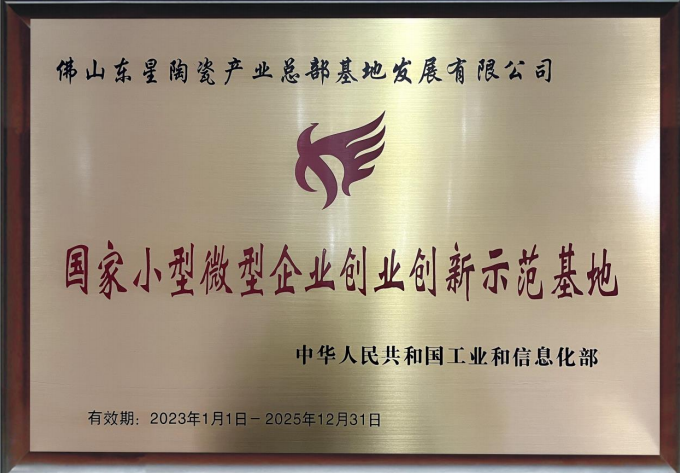 佛山东星陶瓷产业总部基地发展有限公司
国家小型微型企业创业创新示范基地
中华人民共和国工业和信息化部
有效期：2023年1月1日－2025年12月31日